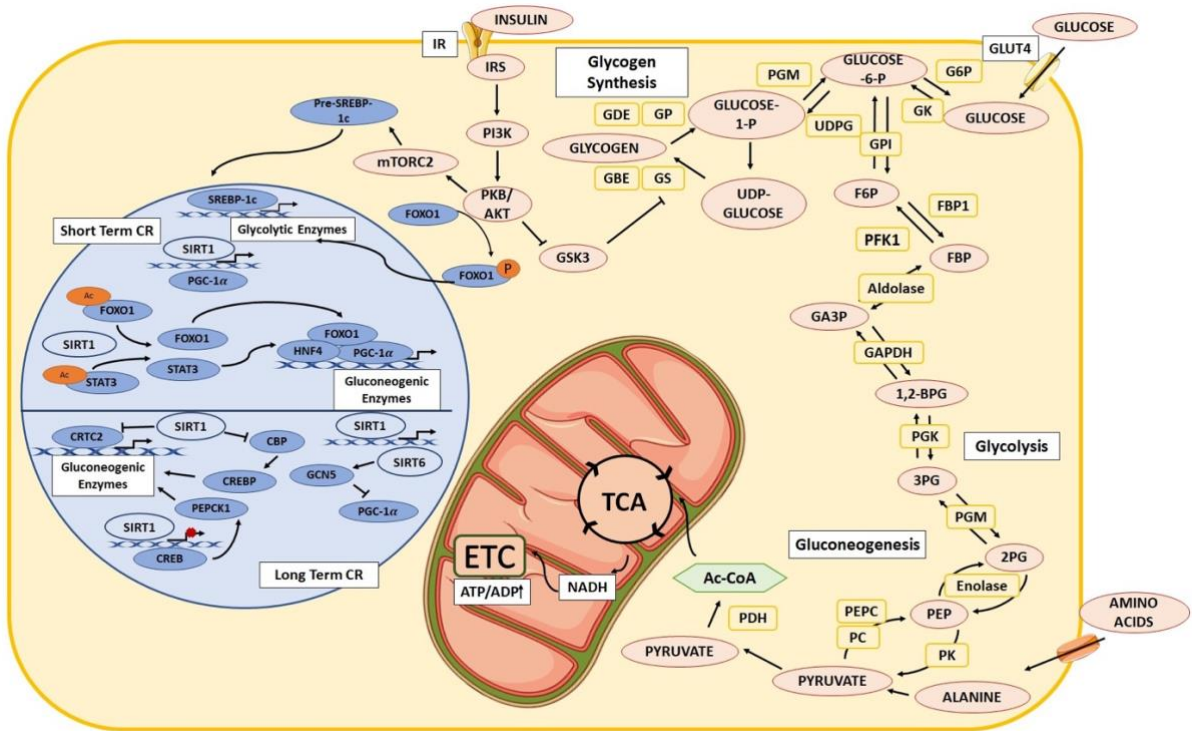 INSULIN
IR
IRS
PI3K
PKB/
AKT
mTORC2
Pre-SREBP-
1c
FOXO1
FOXO1
P
GSK3
Glycogen
Synthesis
GDE
GP
GLYCOGEN
GBE
GS
GLUCOSE-
1-P
UDP-
GLUCOSE
PGM
UDPG
GLUCOSE
-6-P
G6P
GK
GLUCOSE
GLUT4
GLUCOSE
GPI
F6P
FBP1
PFK1
FBP
Aldolase
GA3P
GAPDH
1,2-BPG
PGK
Glycolysis
3PG
PGM
2PG
Gluconeogenesis
Enolase
PEP
PEPC
PC
PK
PYRUVATE
ALANINE
AMINO
ACIDS
PYRUVATE
PDH
Ac-CoA
TCA
NADH
ETC
ATP/ADP↑
Short Term CR
SREBP-1c
Glycolytic Enzymes
SIRT1
PGC-1α
Ac
FOXO1
SIRT1
Ac
STAT3
FOXO1
STAT3
FOXO1
HNF4
PGC-1α
Gluconeogenic
Enzymes
CRTC2
SIRT1
CBP
Gluconeogenic
Enzymes
CREBP
PEPCK1
SIRT1
CREB
SIRT1
SIRT6
GCN5
PGC-1α
Long Term CR